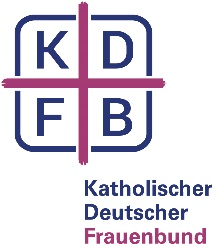 K D
F B
Katholischer
Deutscher
Frauenbund